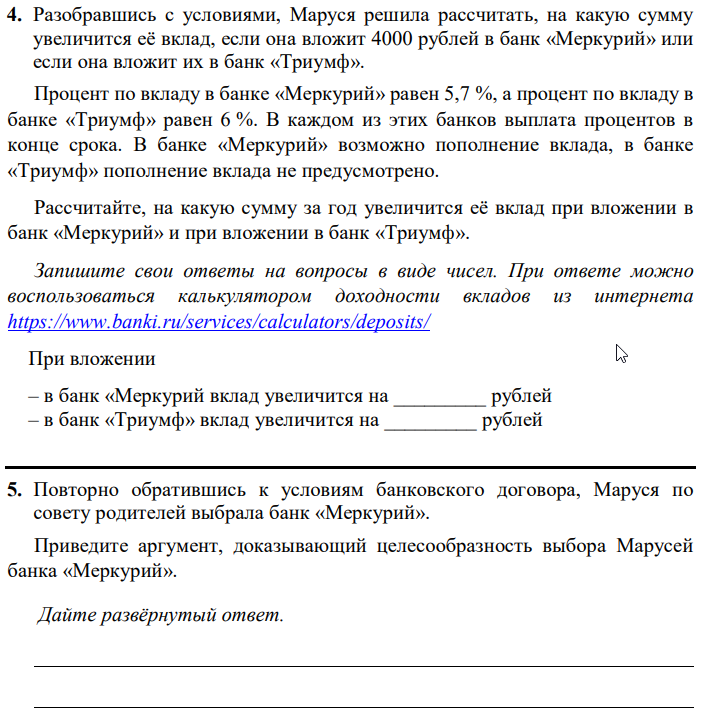 4. Разобравшись с условиями, Маруся решила рассчитать, на какую сумму
увеличится её вклад, если она вложит 4000 рублей в банк «Меркурий» или
если она вложит их в банк «Триумф».
Процент по вкладу в банке «Меркурий» равен 5,7 %, а процент по вкладу в
банке «Триумф» равен 6 %. В каждом из этих банков выплата процентов в
конце срока. В банке «Меркурий» возможно пополнение вклада, в банке
«Триумф» пополнение вклада не предусмотрено.
Рассчитайте, на какую сумму за год увеличится её вклад при вложении в
банк «Меркурий» и при вложении в банк «Триумф».
Запишите свои ответы на вопросы в виде чисел. При ответе можно
воспользоваться калькулятором доходности вкладов из интернета
https://www.banki.ru/services/calculators/deposits/
При вложении
– в банк «Меркурий вклад увеличится на _________ рублей
– в банк «Триумф» вклад увеличится на _________ рублей
5. Повторно обратившись к условиям банковского договора, Маруся по
совету родителей выбрала банк «Меркурий».
Приведите аргумент, доказывающий целесообразность выбора Марусей
банка «Меркурий».
Дайте развёрнутый ответ.